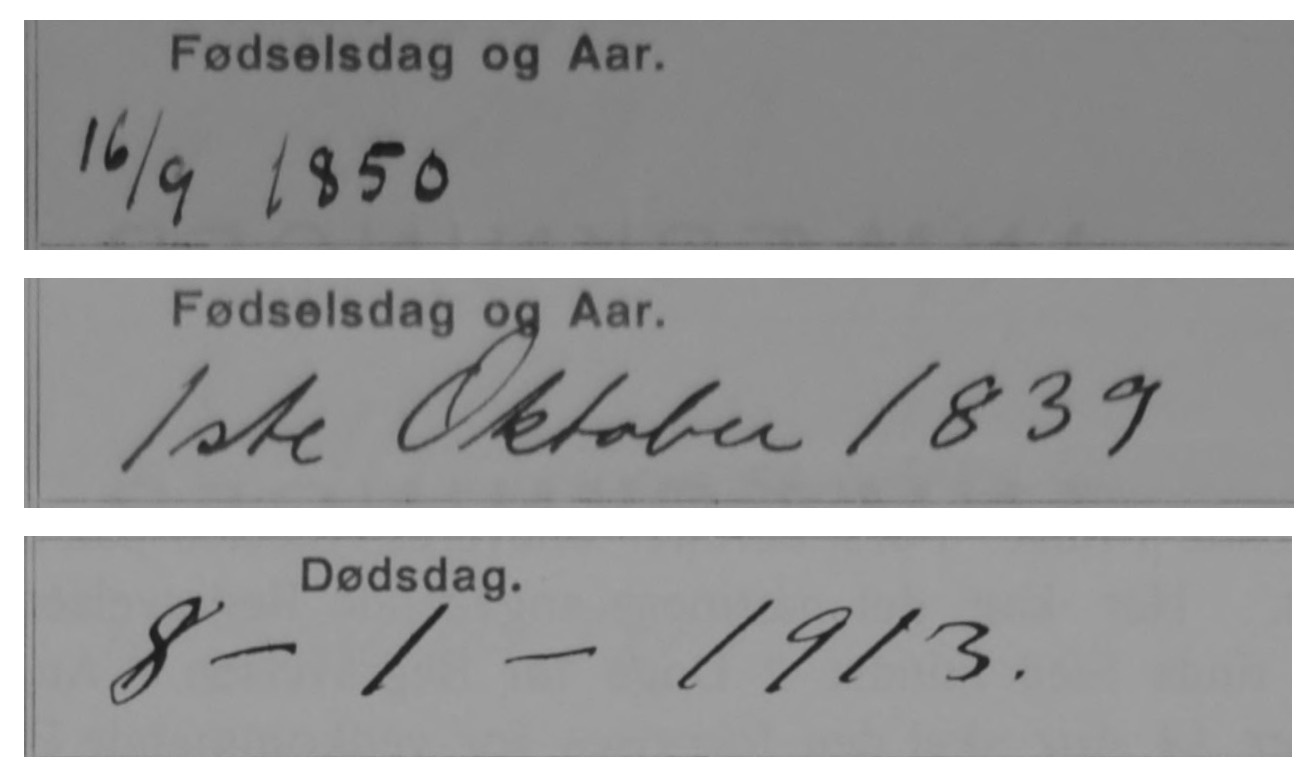 Fødselsdag og Aar.
16/9 1850
Fødselsdag og Aar.
1ste Oktober 1839
Dødsdag.
8-1-1913.